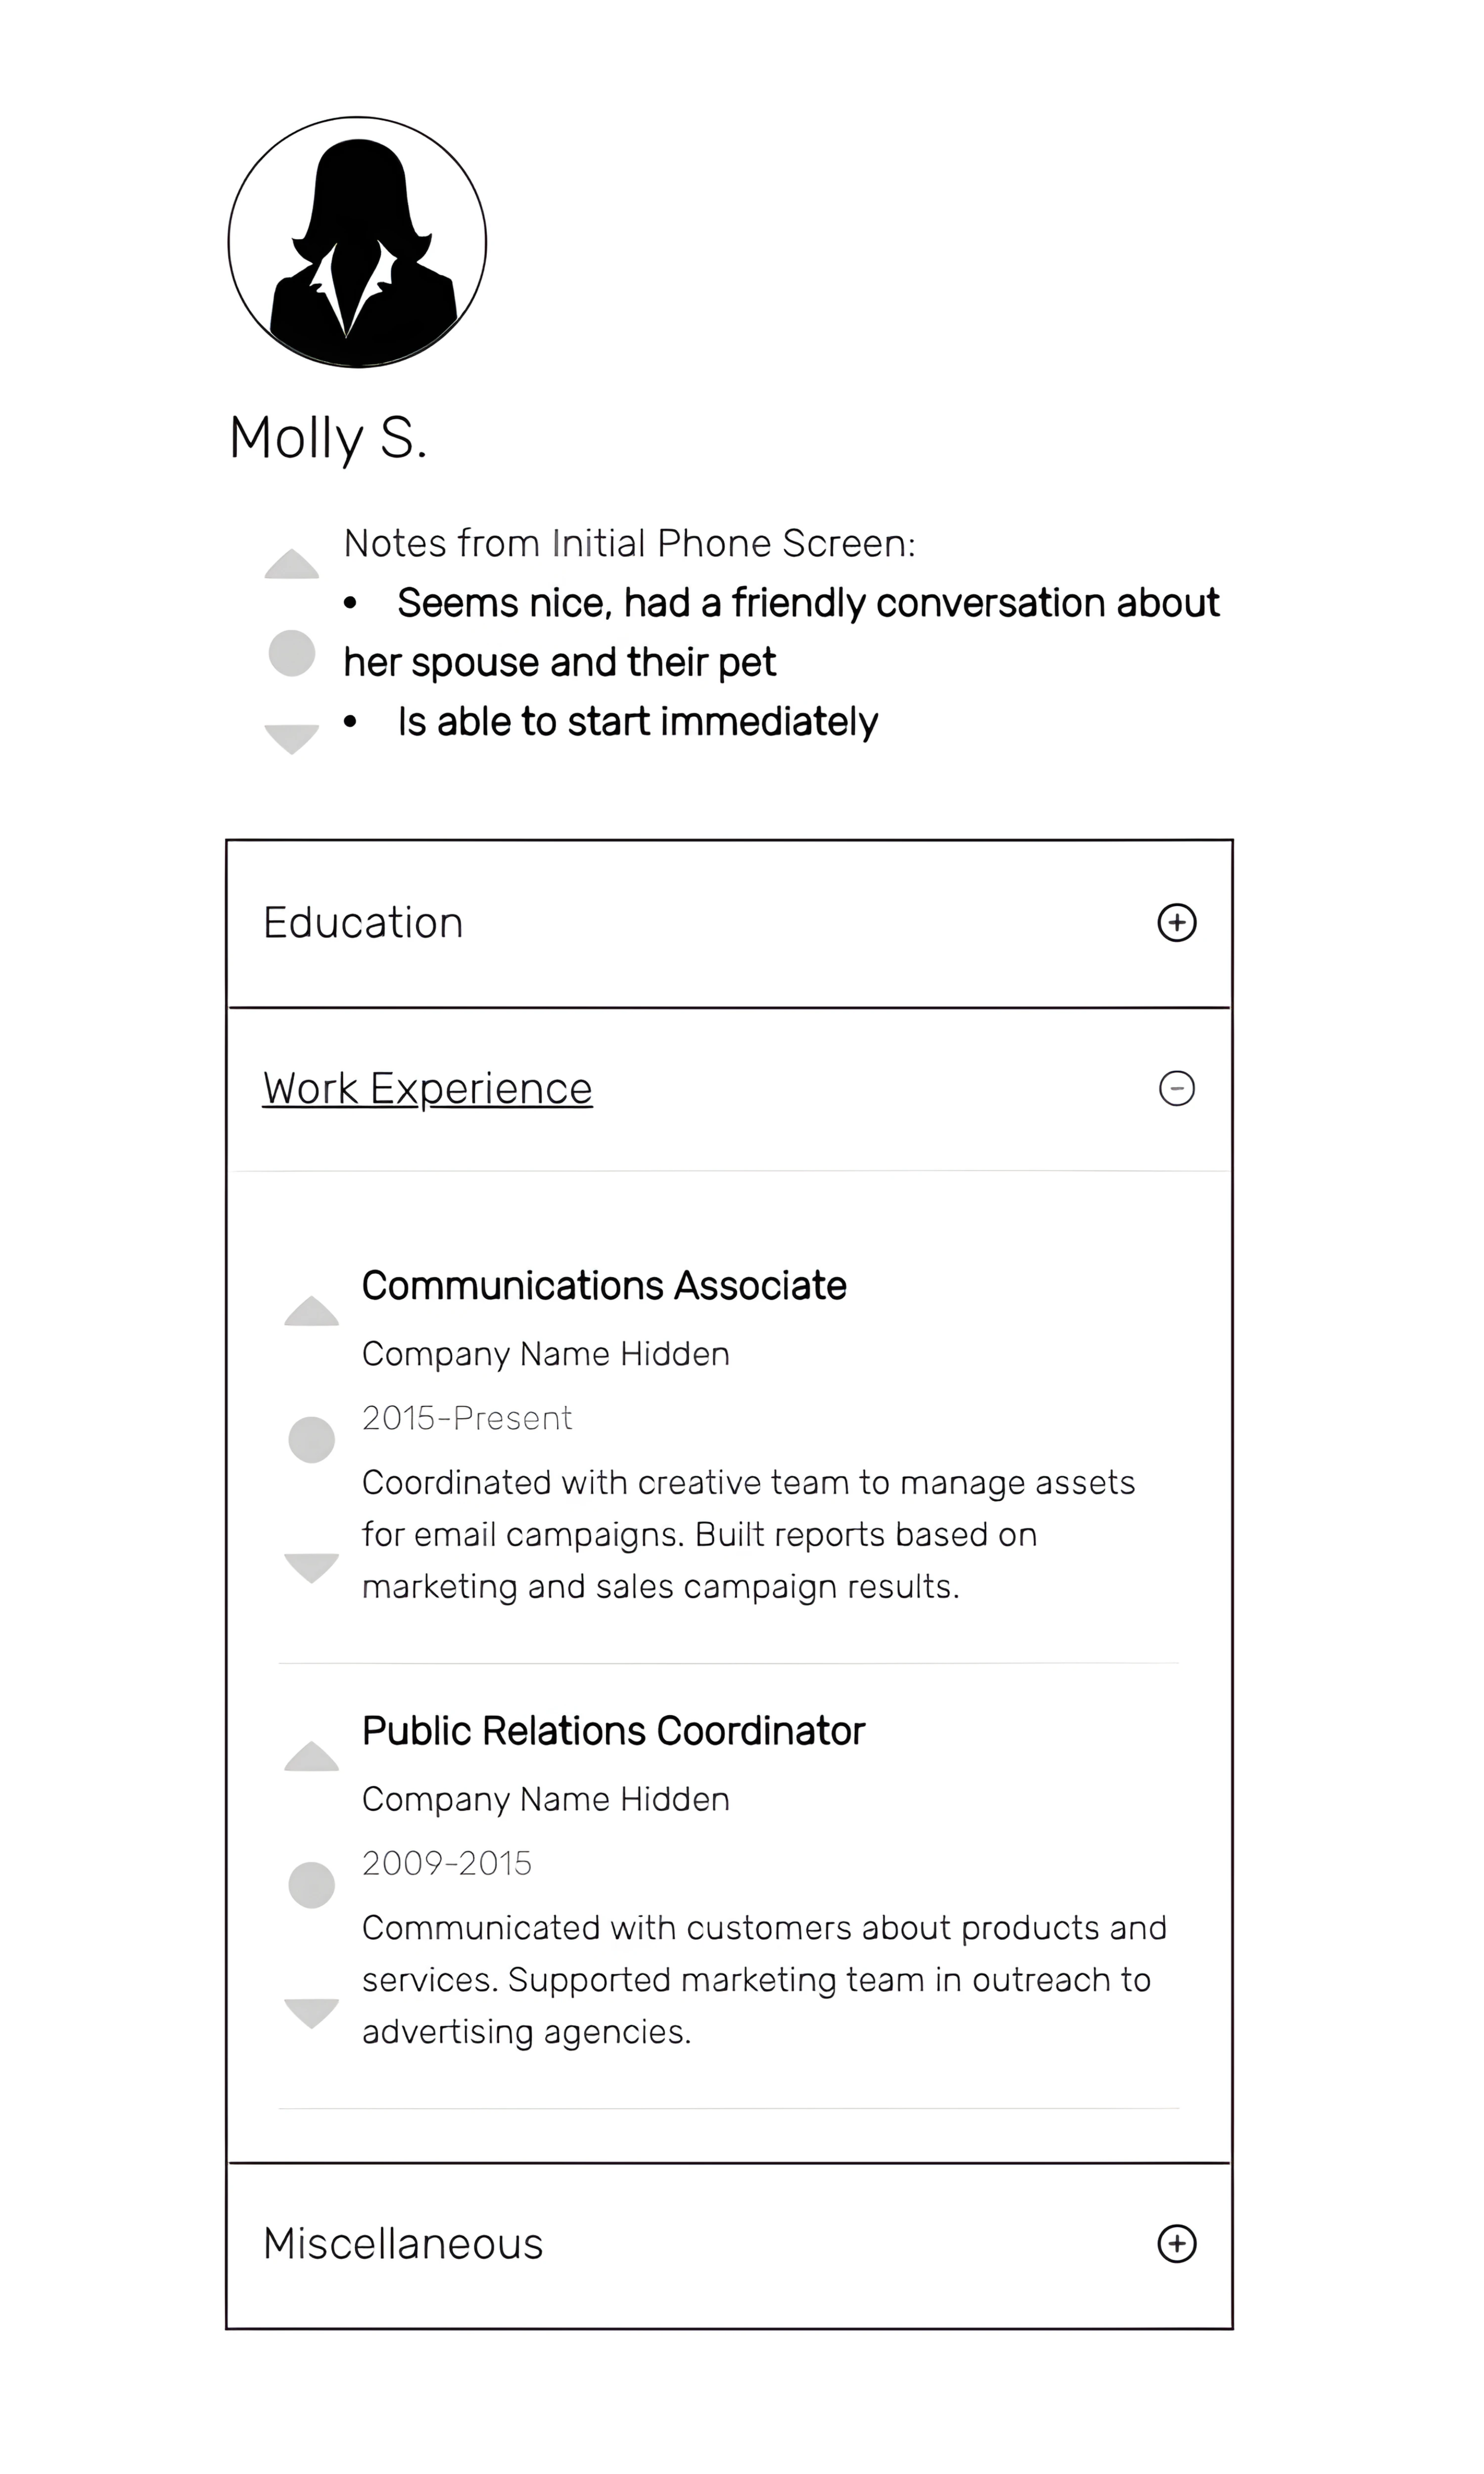 Molly S.
Notes from Initial Phone Screen:
• Seems nice, had a friendly conversation about
her spouse and their pet
• Is able to start immediately
Education
Work Experience
Communications Associate
Company Name Hidden
2015-Present
Coordinated with creative team to manage assets
for email campaigns. Built reports based on
marketing and sales campaign results.
Public Relations Coordinator
Company Name Hidden
2009-2015
Communicated with customers about products and
services. Supported marketing team in outreach to
advertising agencies.
Miscellaneous